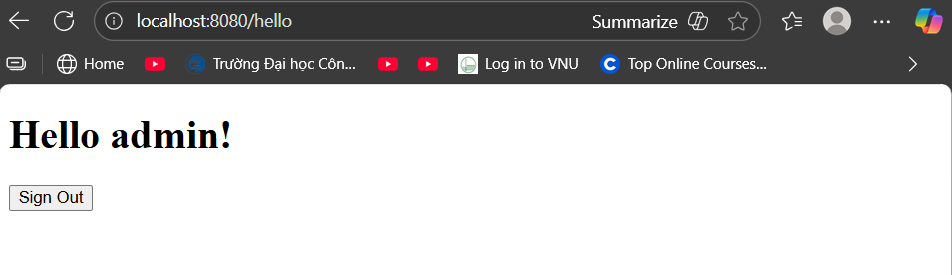 localhost:8080/hello Summarize
Home Trường Đại học Côn... Log in to VNU Top Online Courses...
Hello admin!
Sign Out